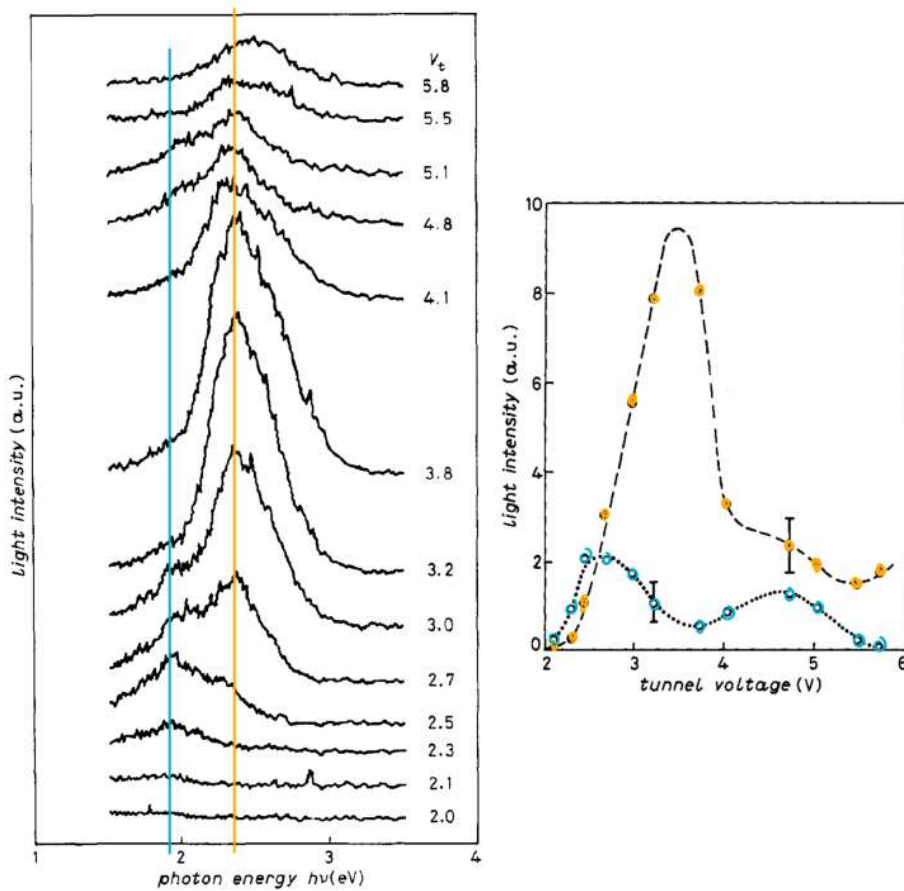 V_t
5.8
5.5
5.1
4.8
4.1
3.8
3.2
3.0
2.7
2.5
2.3
2.1
2.0
light intensity (a.u.)
1 2 3 4
photon energy hν(eV)
10
8
6
4
2
0
light intensity (a.u.)
2 3 4 5 6
tunnel voltage (V)